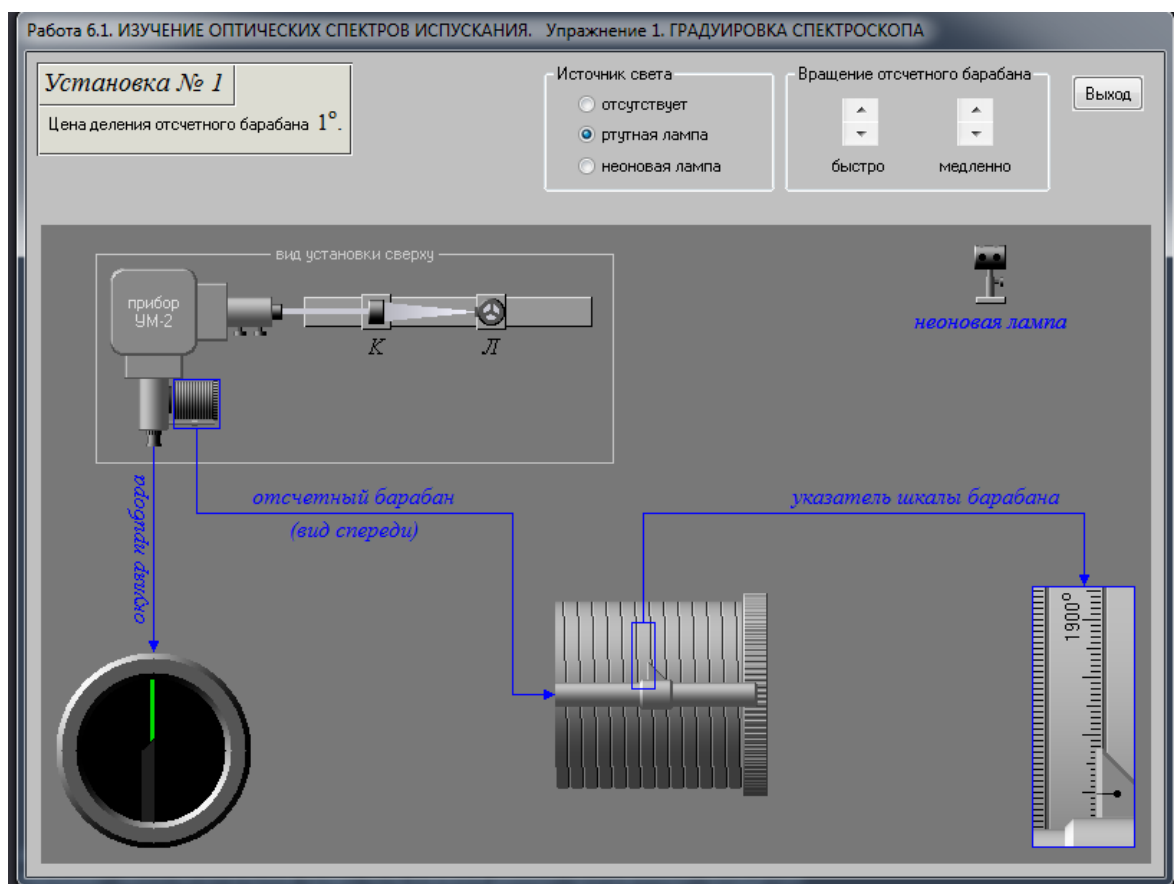 Работа 6.1. ИЗУЧЕНИЕ ОПТИЧЕСКИХ СПЕКТРОВ ИСПУСКАНИЯ. Упражнение 1. ГРАДУИРОВКА СПЕКТРОСКОПА
Установка № 1
Цена деления отсчетного барабана 1°.
Источник света
отсутствует
ртутная лампа
неоновая лампа
Вращение отсчетного барабана
быстро
медленно
Выход
вид установки сверху
прибор
УМ-2
К
Л
неоновая лампа
окуляр прибора
отсчетный барабан
(вид спереди)
указатель шкалы барабана
1900°